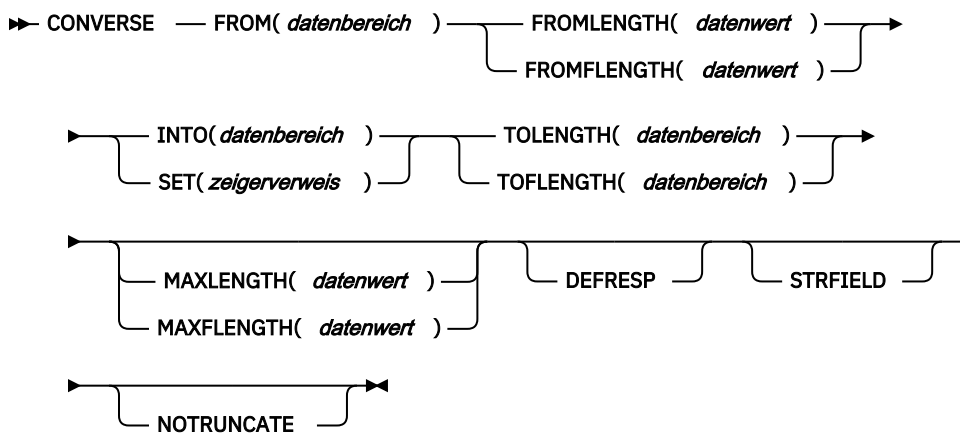 CONVERSE FROM( datenbereich ) FROMLENGTH( datenwert )
FROMFLENGTH( datenwert )
INTO( datenbereich ) TOLENGTH( datenbereich )
SET( zeigerverweis ) TOFLENGTH( datenbereich )
MAXLENGTH( datenwert ) DEFRESP STRFIELD
MAXFLENGTH( datenwert )
NOTRUNCATE